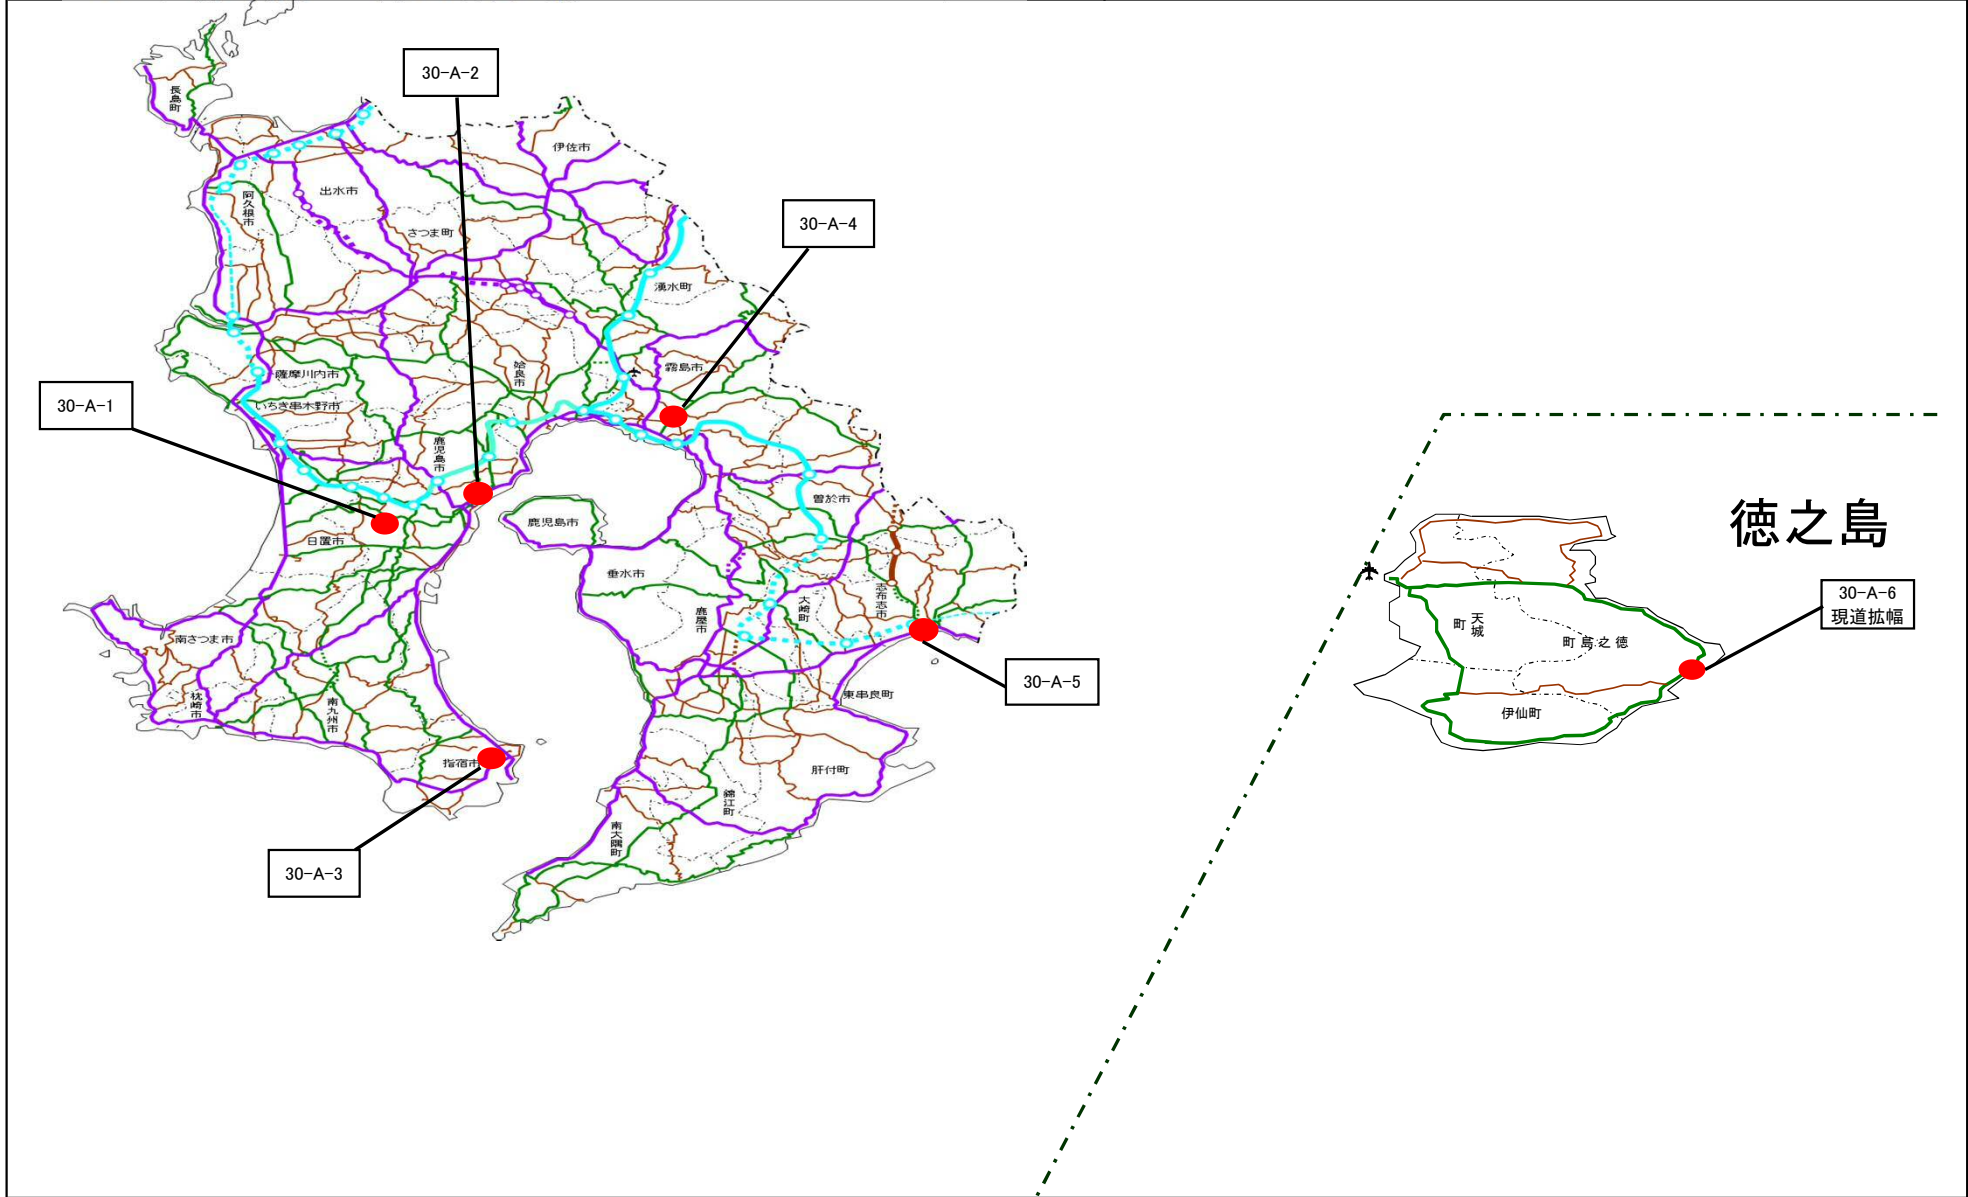 30-A-2
長島町
伊佐市
出水市
阿久根市
30-A-4
さつま町
湧水町
霧島市
姶良市
薩摩川内市
30-A-1
いちき串木野市
鹿児島市
曽於市
鹿児島市
徳之島
日置市
垂水市
志布志市
大崎町
鹿屋市
30-A-6
現道拡幅
天城
町
町島之徳
南さつま市
30-A-5
東串良町
枕崎市
南九州市
伊仙町
指宿市
肝付町
錦江町
南大隅町
30-A-3